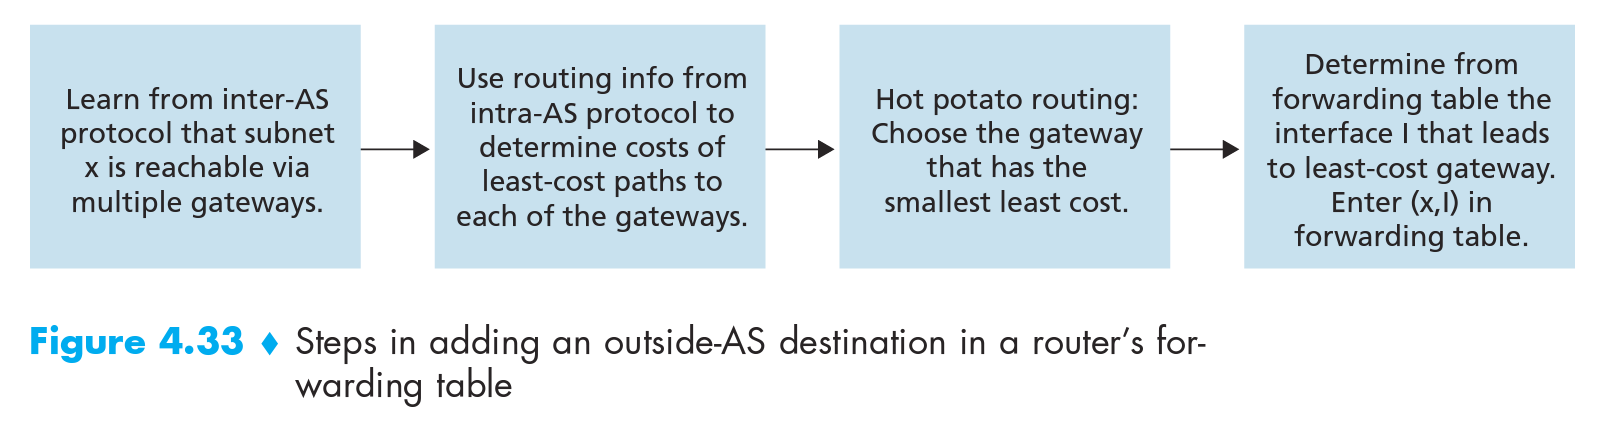 Learn from inter-AS
protocol that subnet
x is reachable via
multiple gateways.
Use routing info from
intra-AS protocol to
determine costs of
least-cost paths to
each of the gateways.
Hot potato routing:
Choose the gateway
that has the
smallest least cost.
Determine from
forwarding table the
interface I that leads
to least-cost gateway.
Enter (x,I) in
forwarding table.
Figure 4.33 ♦ Steps in adding an outside-AS destination in a router’s for-
warding table